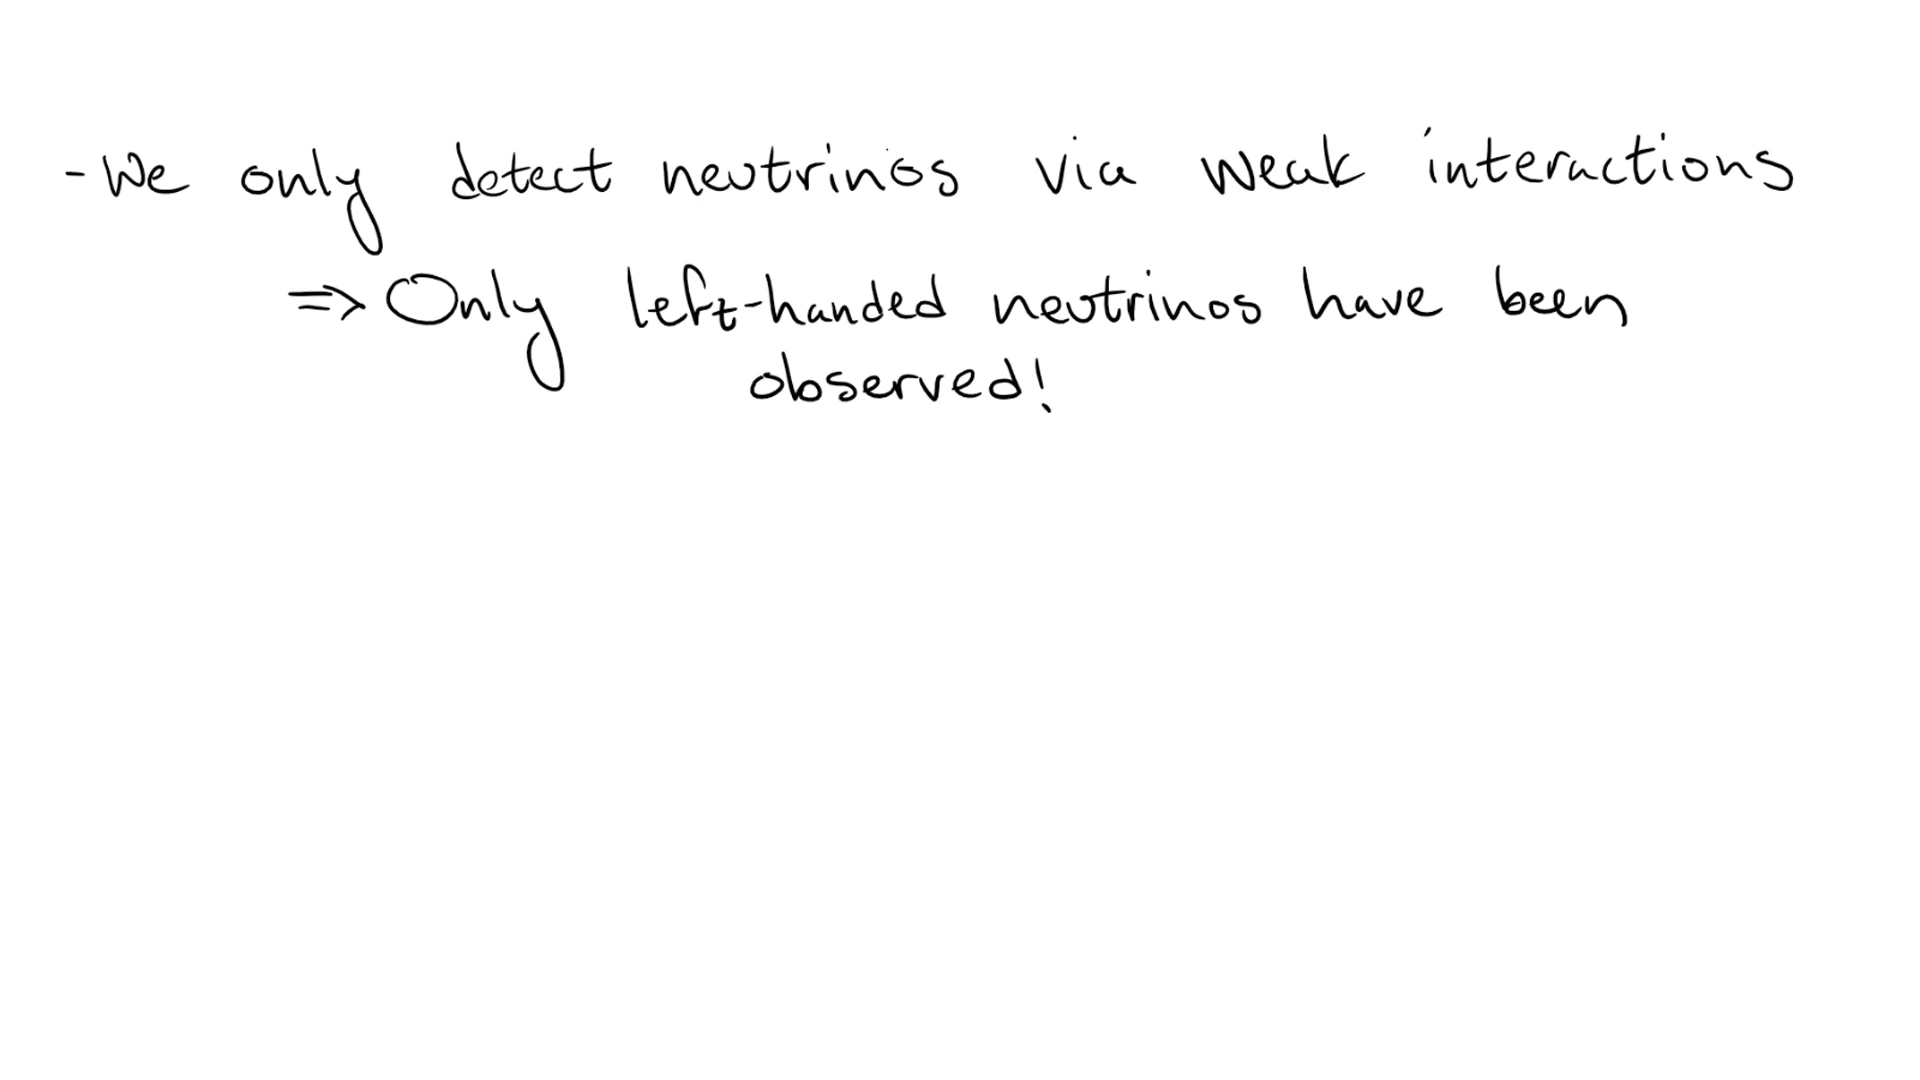 - We only detect neutrinos via weak interactions
⇒ Only left-handed neutrinos have been
observed!